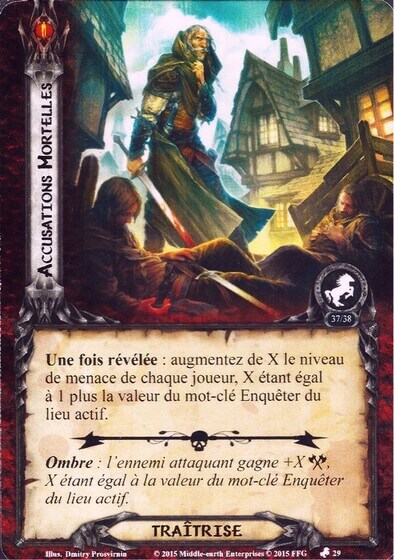 ACCUSATIONS MORTELLES
37/38
Une fois révélée : augmentez de X le niveau
de menace de chaque joueur, X étant égal
à 1 plus la valeur du mot-clé Enquêter du
lieu actif.
Ombre : l'ennemi attaquant gagne +X,
X étant égal à la valeur du mot-clé Enquêter
du lieu actif.
TRAÎTRISE
Illus. Dmitry Prosvirnin © 2015 Middle-earth Enterprises © 2015 FFG 29